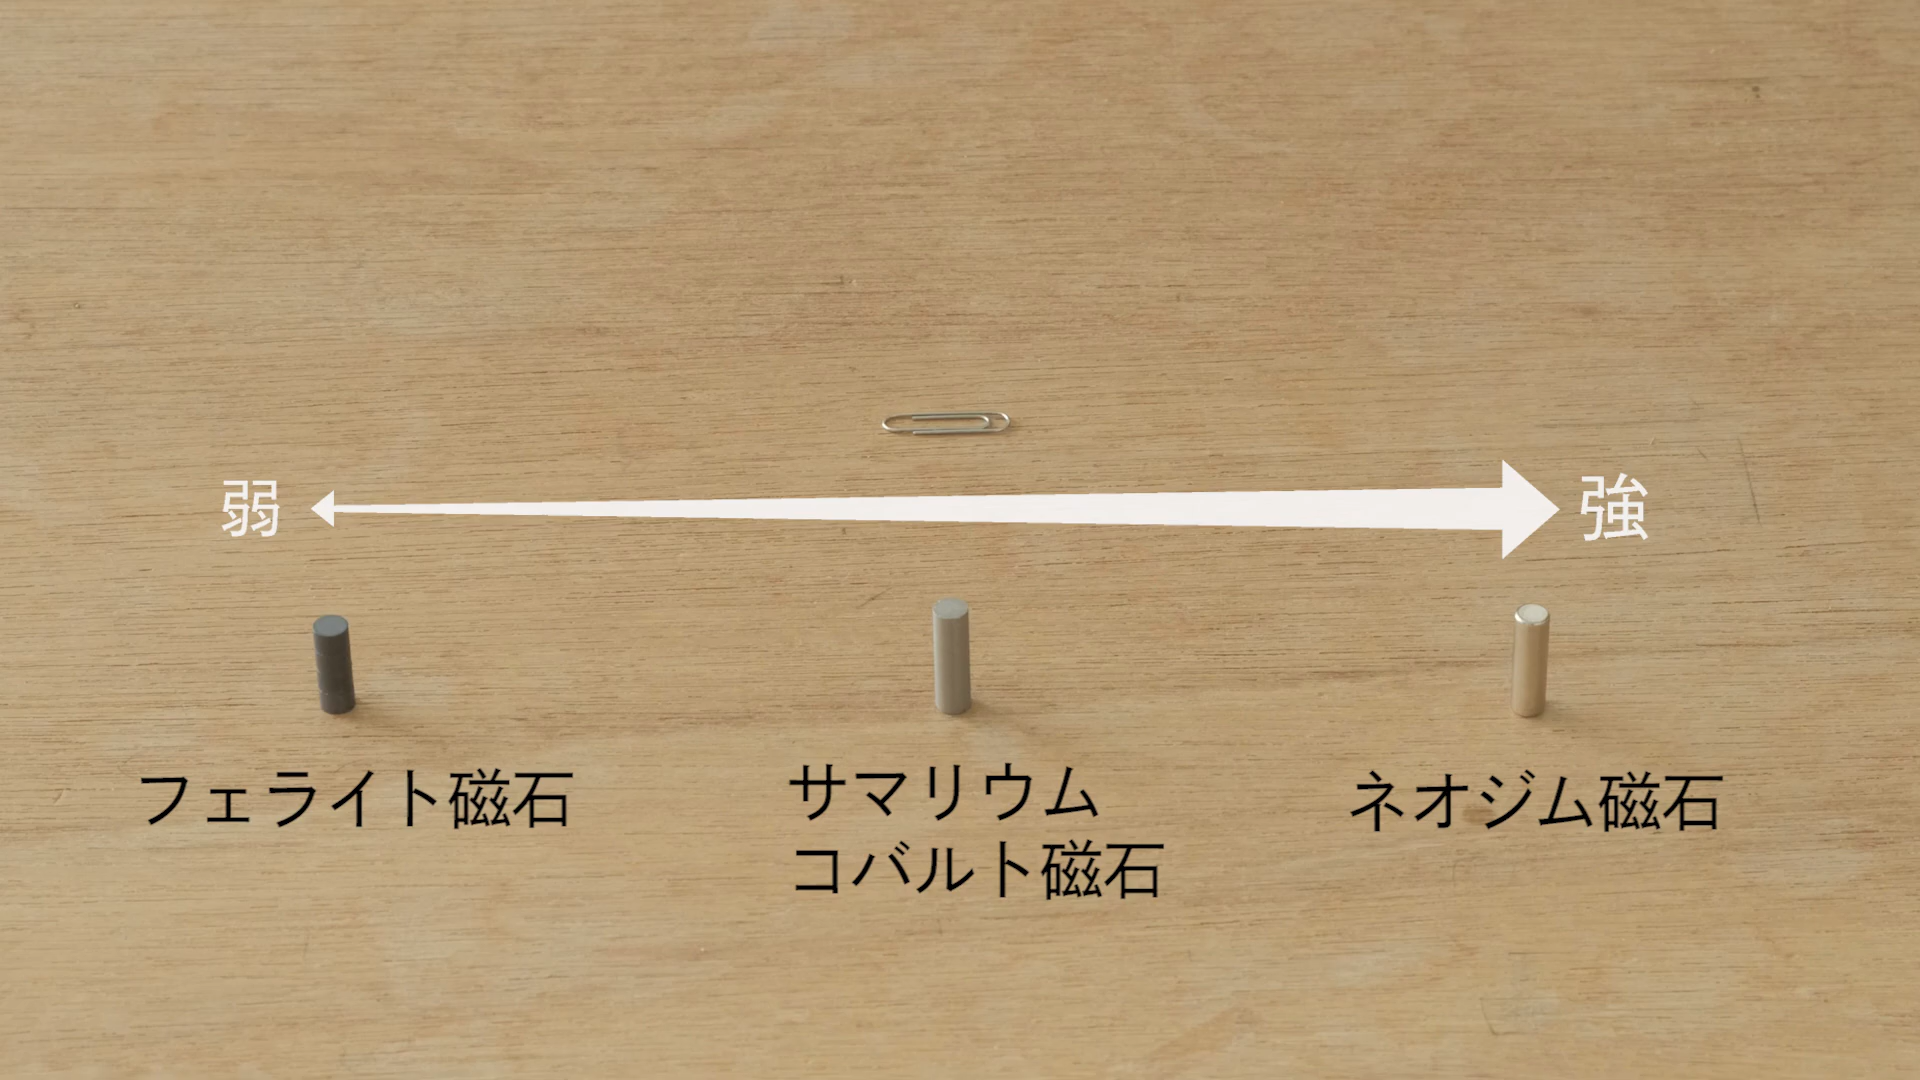 弱
強
フェライト磁石
サマリウム
コバルト磁石
ネオジム磁石